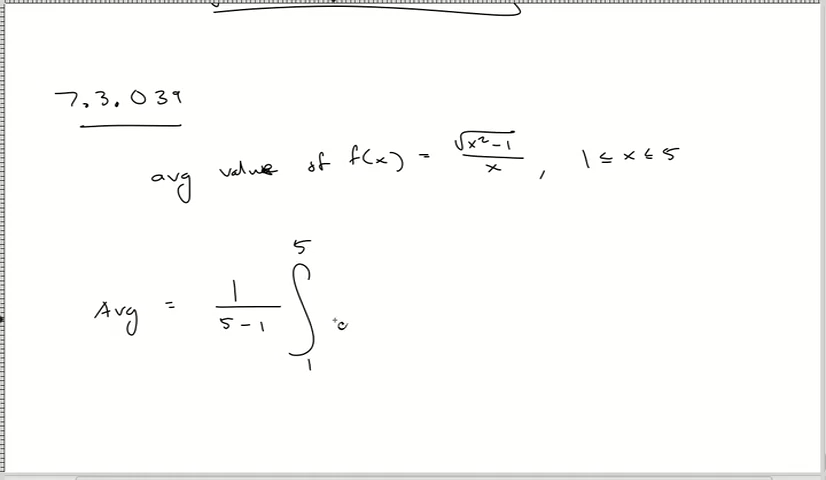 7.3.039
avg value of f(x) = √(x² - 1) / x , 1 ≤ x ≤ 5
Avg = 1 / (5 - 1) ∫₁⁵